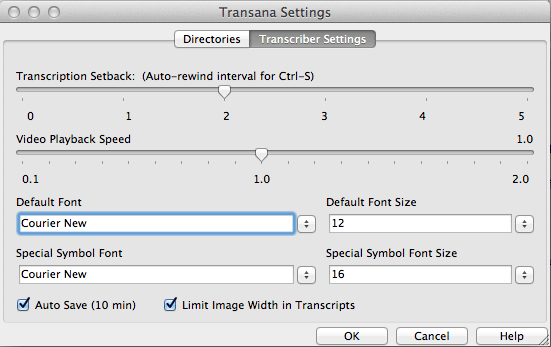 Transana Settings
Directories Transcriber Settings
Transcription Setback: (Auto-rewind interval for Ctrl-S)
0 1 2 3 4 5
Video Playback Speed 1.0
0.1 1.0 2.0
Default Font Default Font Size
Courier New 12
Special Symbol Font Special Symbol Font Size
Courier New 16
Auto Save (10 min) Limit Image Width in Transcripts
OK Cancel Help